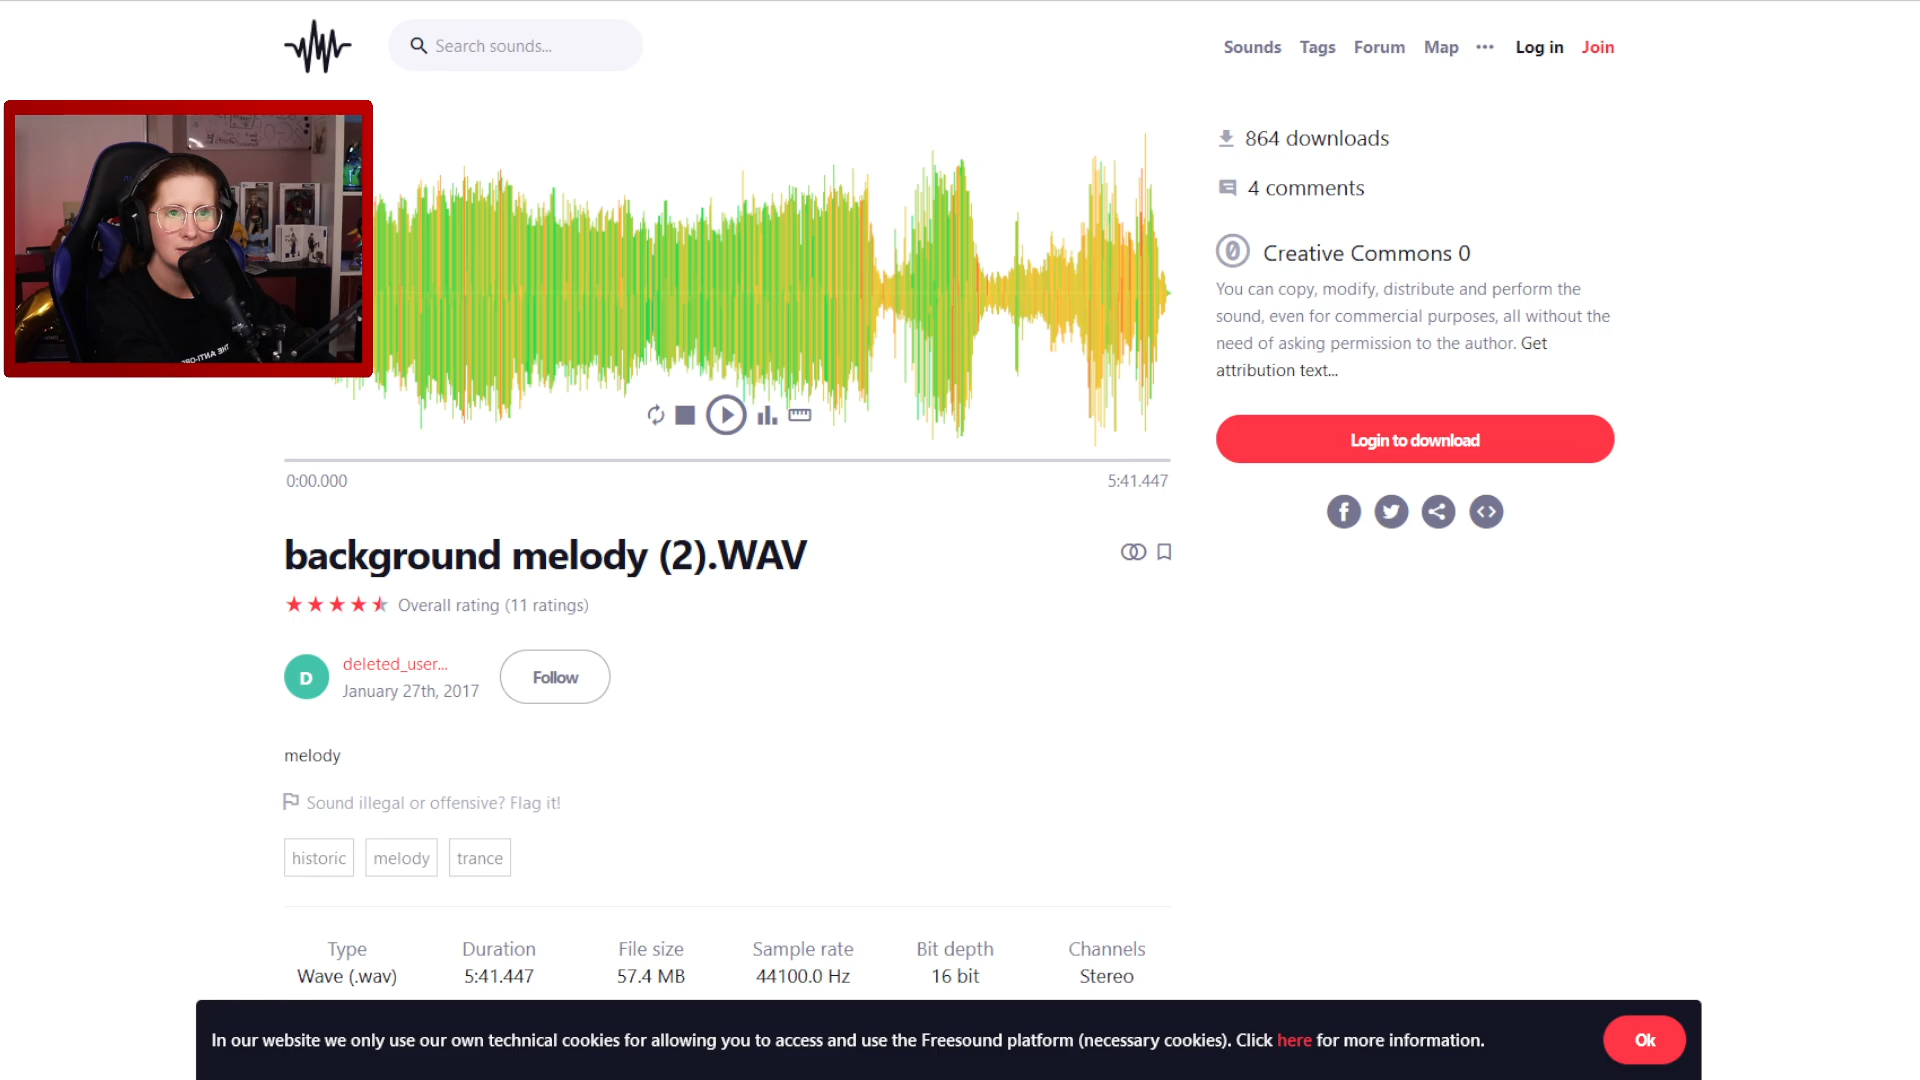 Search sounds...
Sounds Tags Forum Map ••• Log in Join
864 downloads
4 comments
Creative Commons 0
You can copy, modify, distribute and perform the
sound, even for commercial purposes, all without the
need of asking permission to the author. Get
attribution text...
Login to download
0:00.000
5:41.447
background melody (2).WAV
Overall rating (11 ratings)
D
deleted_user...
January 27th, 2017
Follow
melody
Sound illegal or offensive? Flag it!
historic melody trance
Type Duration File size Sample rate Bit depth Channels
Wave (.wav) 5:41.447 57.4 MB 44100.0 Hz 16 bit Stereo
In our website we only use our own technical cookies for allowing you to access and use the Freesound platform (necessary cookies). Click here for more information.
Ok